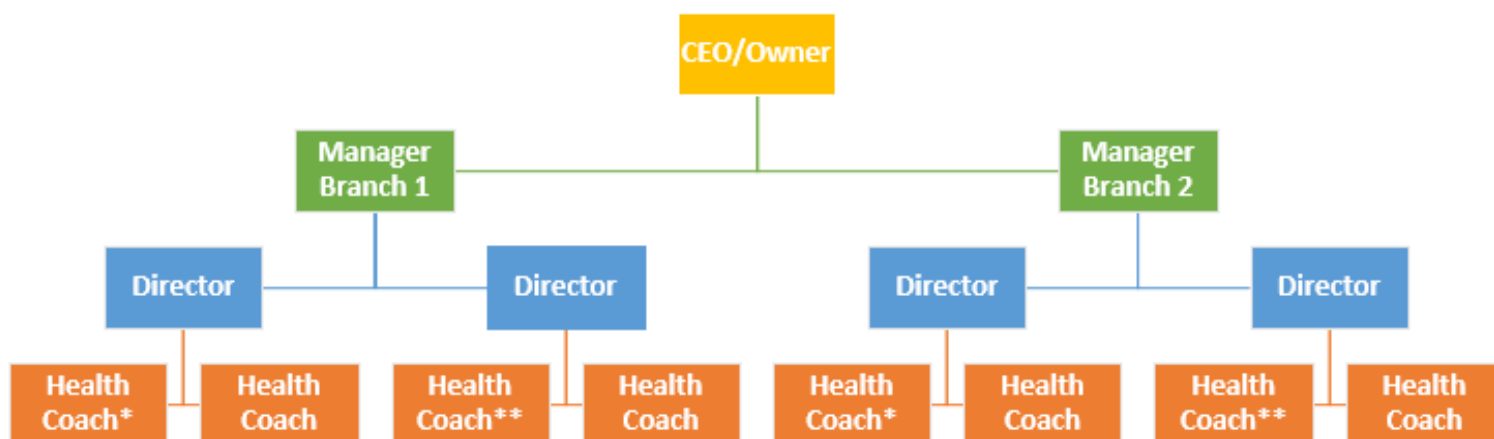 CEO/Owner
Manager
Branch 1
Manager
Branch 2
Director
Director
Director
Director
Health
Coach*
Health
Coach
Health
Coach**
Health
Coach
Health
Coach*
Health
Coach
Health
Coach**
Health
Coach